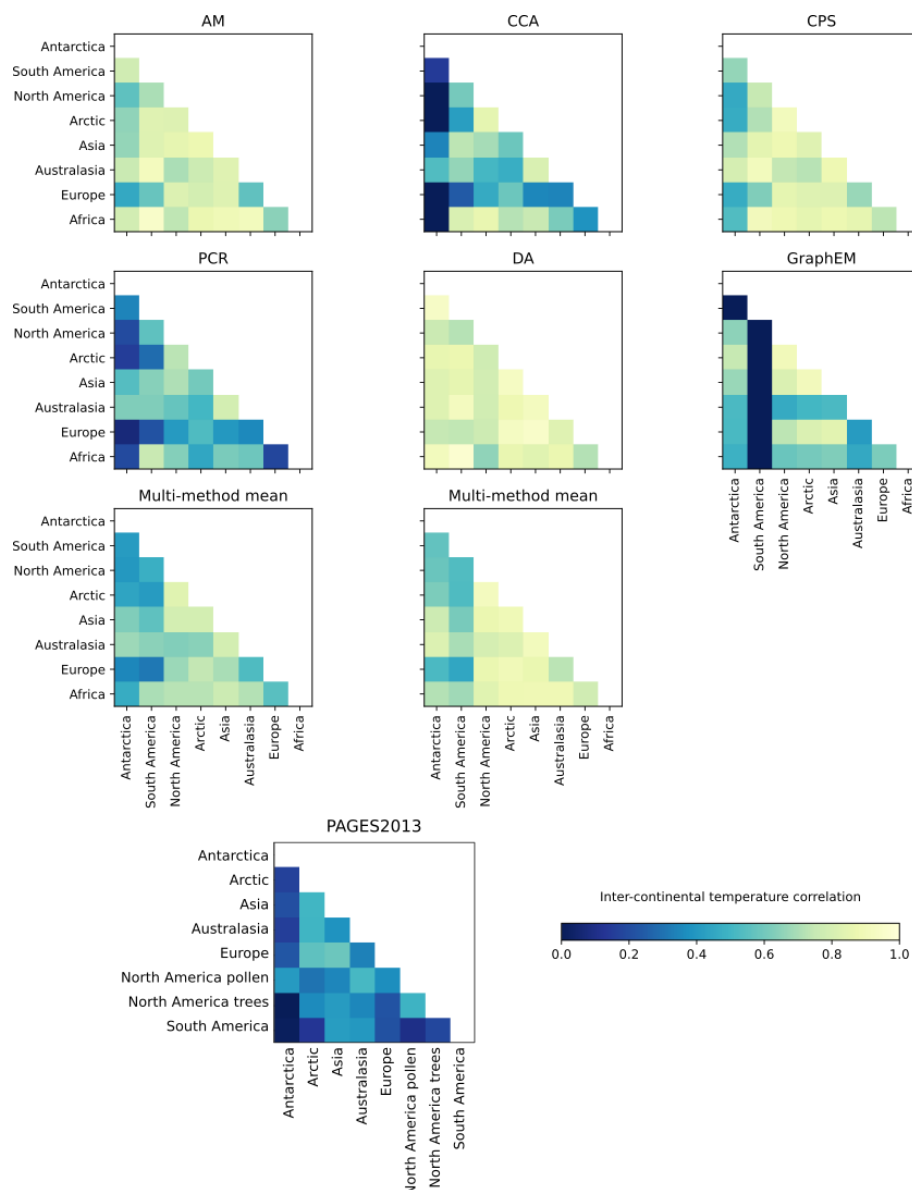 AM
CCA
CPS
Antarctica
South America
North America
Arctic
Asia
Australasia
Europe
Africa
PCR
DA
GraphEM
Antarctica
South America
North America
Arctic
Asia
Australasia
Europe
Africa
Antarctica
South America
North America
Arctic
Asia
Australasia
Europe
Africa
Multi-method mean
Multi-method mean
Antarctica
South America
North America
Arctic
Asia
Australasia
Europe
Africa
Antarctica
South America
North America
Arctic
Asia
Australasia
Europe
Africa
Antarctica
South America
North America
Arctic
Asia
Australasia
Europe
Africa
PAGES2013
Antarctica
Arctic
Asia
Australasia
Europe
North America pollen
North America trees
South America
Antarctica
Arctic
Asia
Australasia
Europe
North America pollen
North America trees
South America
Inter-continental temperature correlation
0.0 0.2 0.4 0.6 0.8 1.0